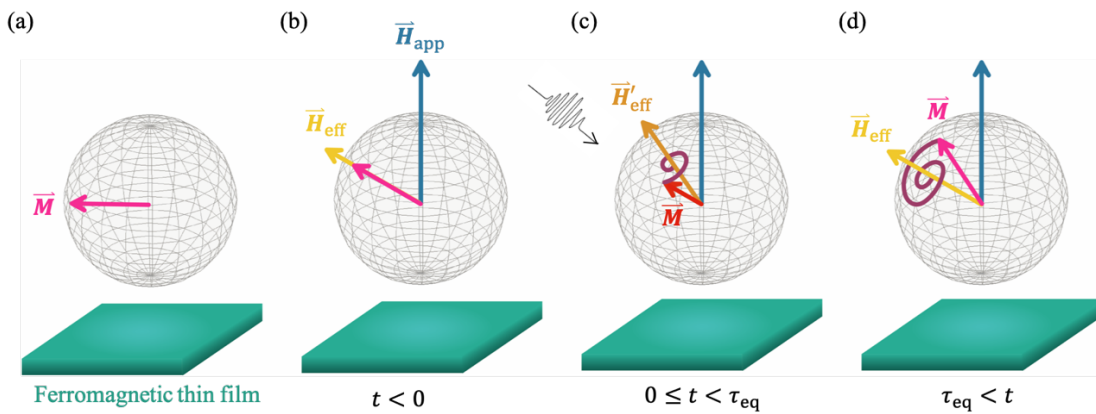 (a)
(b)
(c)
(d)
H⃗app
H⃗eff
H⃗′eff
M⃗
H⃗eff
M⃗
M⃗
Ferromagnetic thin film
t < 0
0 ≤ t < τeq
τeq < t